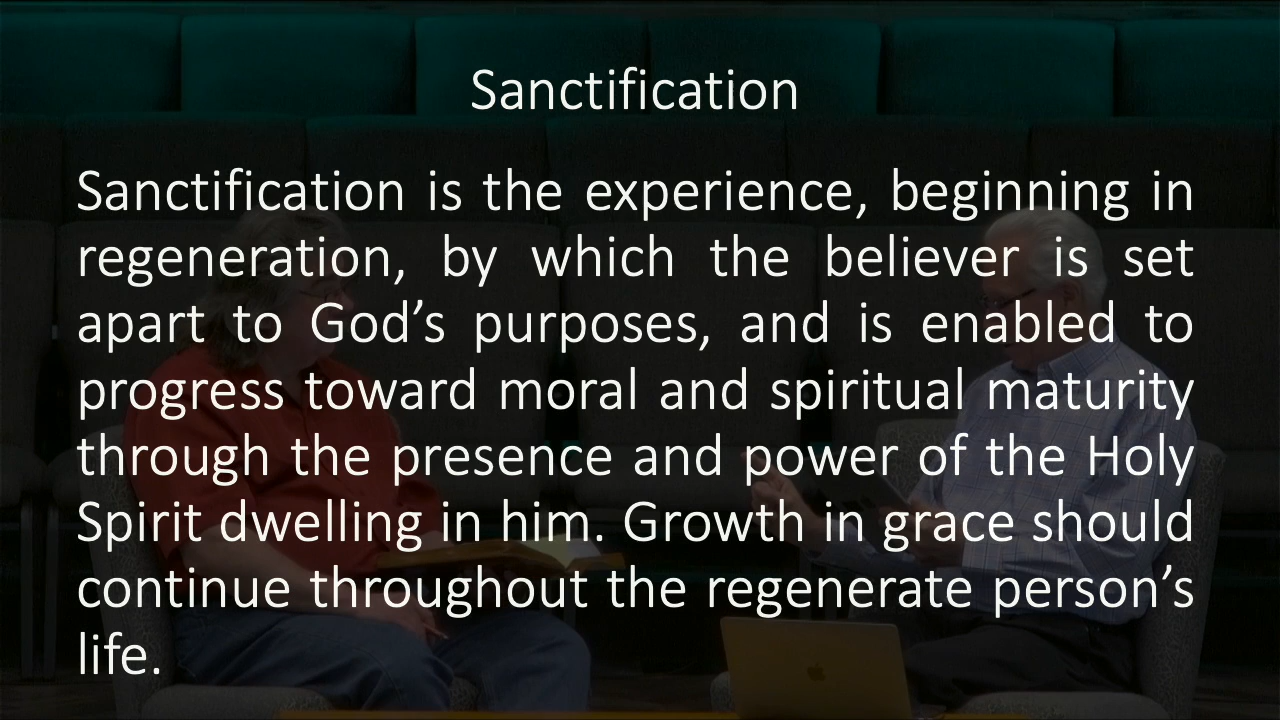 Sanctification
Sanctification is the experience, beginning in
regeneration, by which the believer is set
apart to God’s purposes, and is enabled to
progress toward moral and spiritual maturity
through the presence and power of the Holy
Spirit dwelling in him. Growth in grace should
continue throughout the regenerate person’s
life.